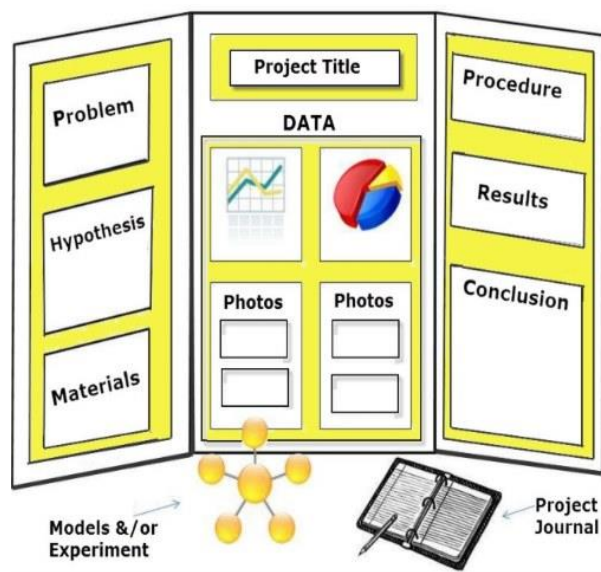 Project Title
DATA
Problem
Hypothesis
Materials
Photos
Photos
Procedure
Results
Conclusion
Models &/or
Experiment
Project
Journal